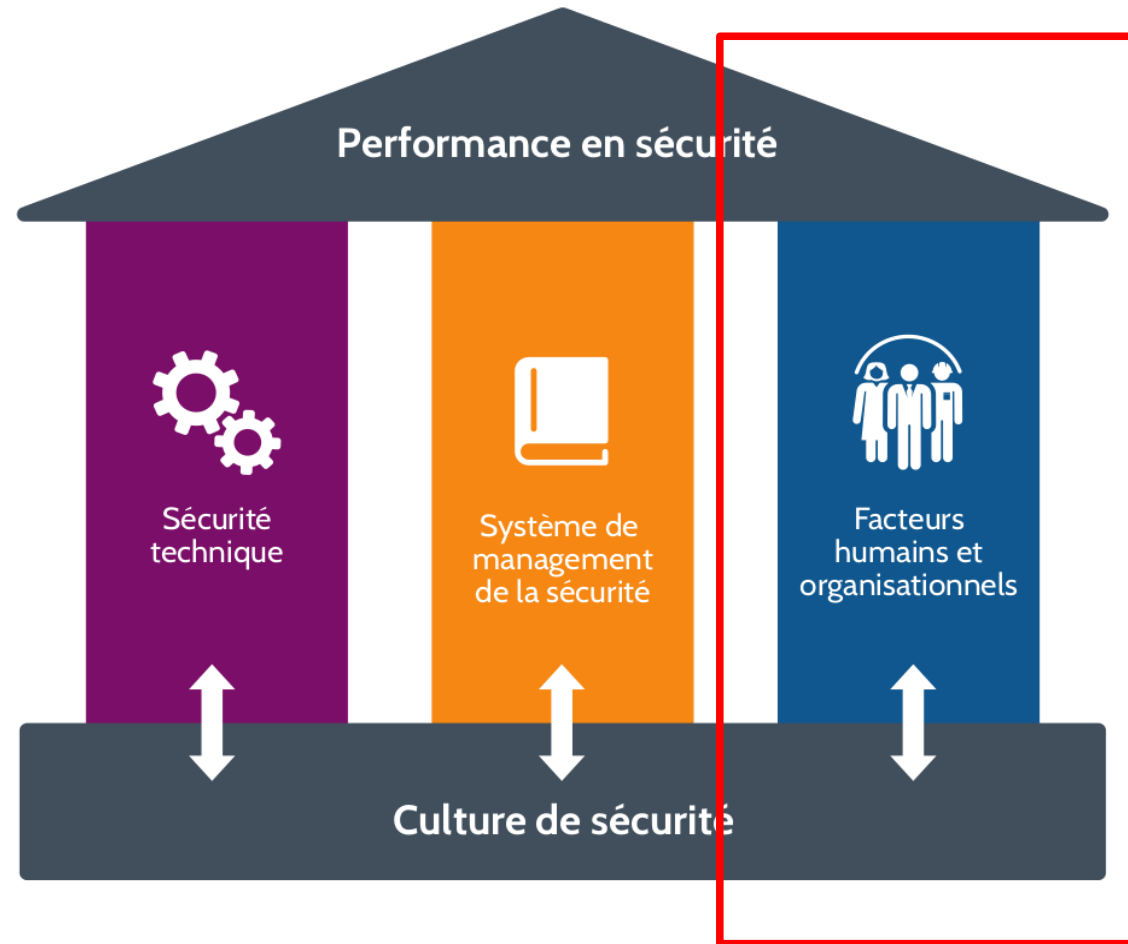 Performance en sécurité
Sécurité
technique
Système de
management
de la sécurité
Facteurs
humains et
organisationnels
Culture de sécurité